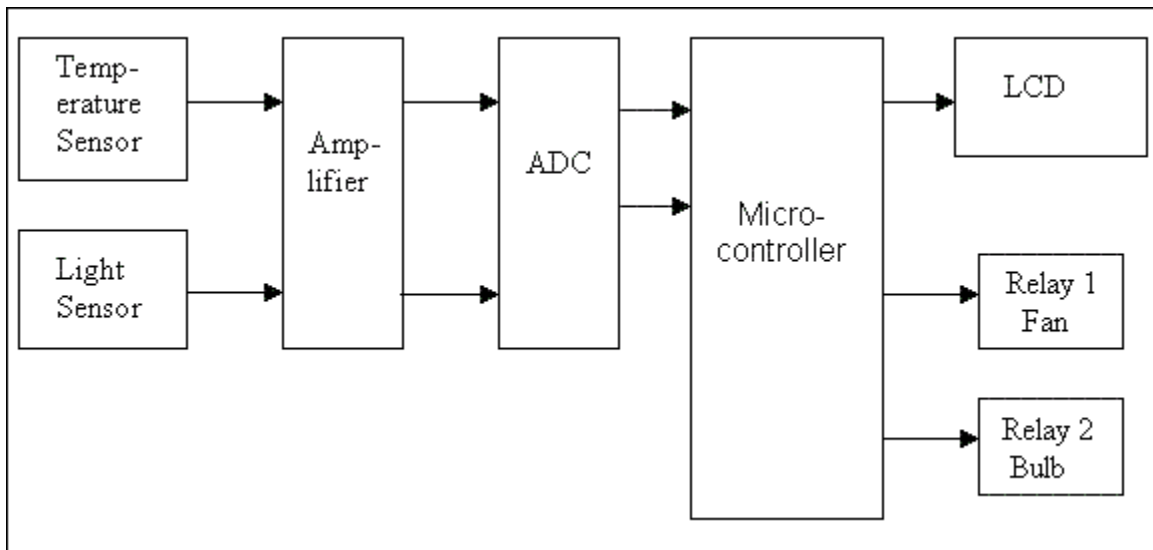 Temp-
erature
Sensor
Light
Sensor
Amp-
lifier
ADC
Micro-
controller
LCD
Relay 1
Fan
Relay 2
Bulb